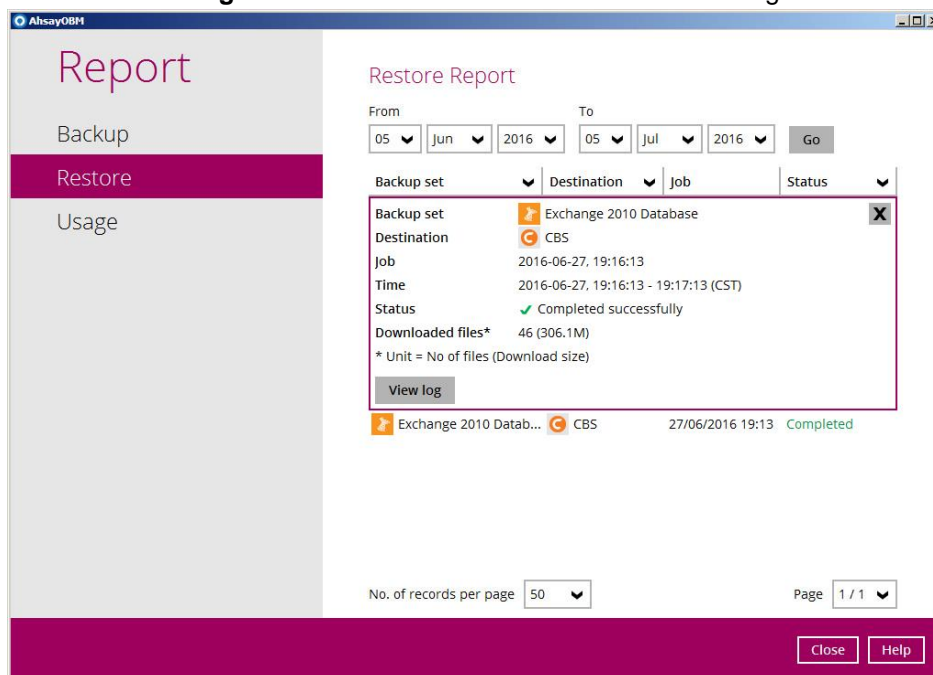 AhsayOBM
Report
Backup
Restore
Usage
Restore Report
From To
05 Jun 2016 05 Jul 2016 Go
Backup set Destination Job Status
Backup set Exchange 2010 Database X
Destination CBS
Job 2016-06-27, 19:16:13
Time 2016-06-27, 19:16:13 - 19:17:13 (CST)
Status Completed successfully
Downloaded files* 46 (306.1M)
* Unit = No of files (Download size)
View log
Exchange 2010 Datab... CBS 27/06/2016 19:13 Completed
No. of records per page 50 Page 1 / 1
Close Help